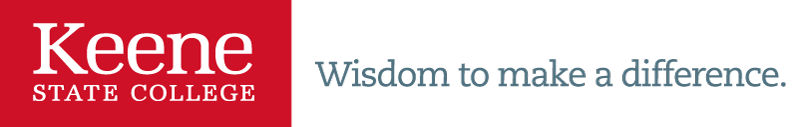 Keene
STATE COLLEGE
Wisdom to make a difference.